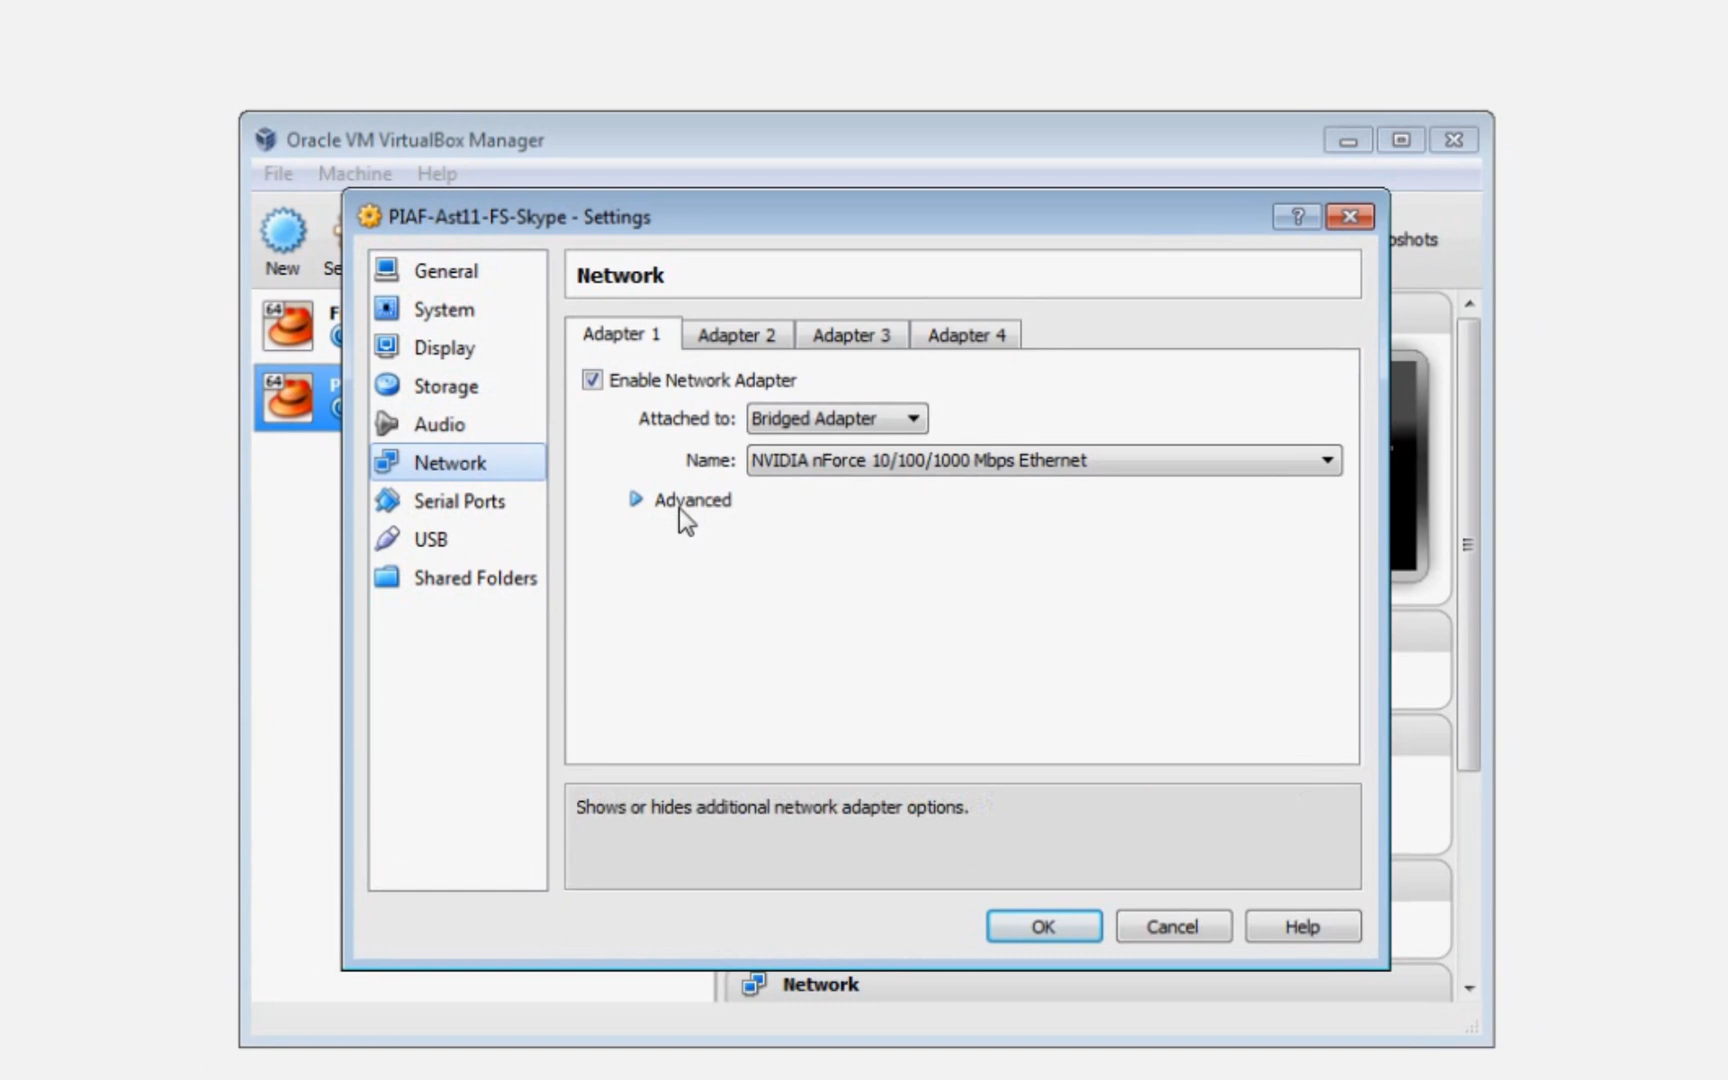 Oracle VM VirtualBox Manager
File Machine Help
PIAF-Ast11-FS-Skype - Settings
New
64
64
General
System
Display
Storage
Audio
Network
Serial Ports
USB
Shared Folders
Network
Adapter 1 Adapter 2 Adapter 3 Adapter 4
Enable Network Adapter
Attached to: Bridged Adapter
Name: NVIDIA nForce 10/100/1000 Mbps Ethernet
Advanced
Shows or hides additional network adapter options.
OK Cancel Help
Network